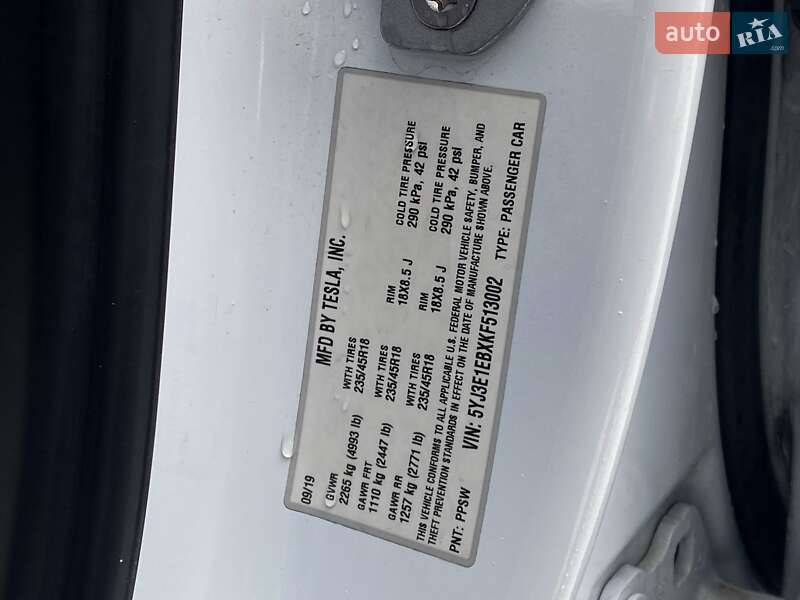 auto RIA.com
MFD BY TESLA, INC.
09/19
GVWR
2265 kg (4993 lb)
WITH TIRES
235/45R18
RIM
18X8.5 J
COLD TIRE PRESSURE
290 kPa, 42 psi
GAWR FRT
1110 kg (2447 lb)
WITH TIRES
235/45R18
RIM
18X8.5 J
COLD TIRE PRESSURE
290 kPa, 42 psi
GAWR RR
1257 kg (2771 lb)
WITH TIRES
235/45R18
THIS VEHICLE CONFORMS TO ALL APPLICABLE U.S. FEDERAL MOTOR VEHICLE SAFETY, BUMPER, AND
THEFT PREVENTION STANDARDS IN EFFECT ON THE DATE OF MANUFACTURE SHOWN ABOVE.
PNT: PPSW VIN: 5YJ3E1EBXKF513002 TYPE: PASSENGER CAR